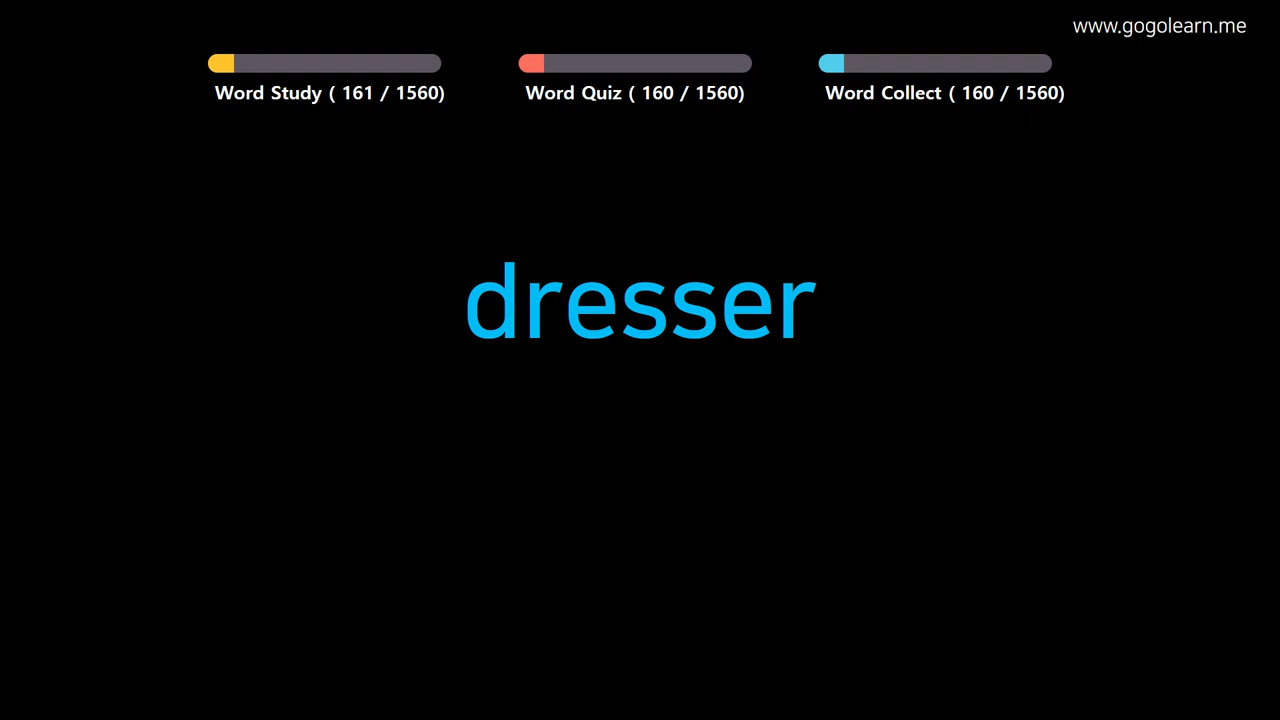 www.gogolearn.me
Word Study ( 161 / 1560)
Word Quiz ( 160 / 1560)
Word Collect ( 160 / 1560)
dresser